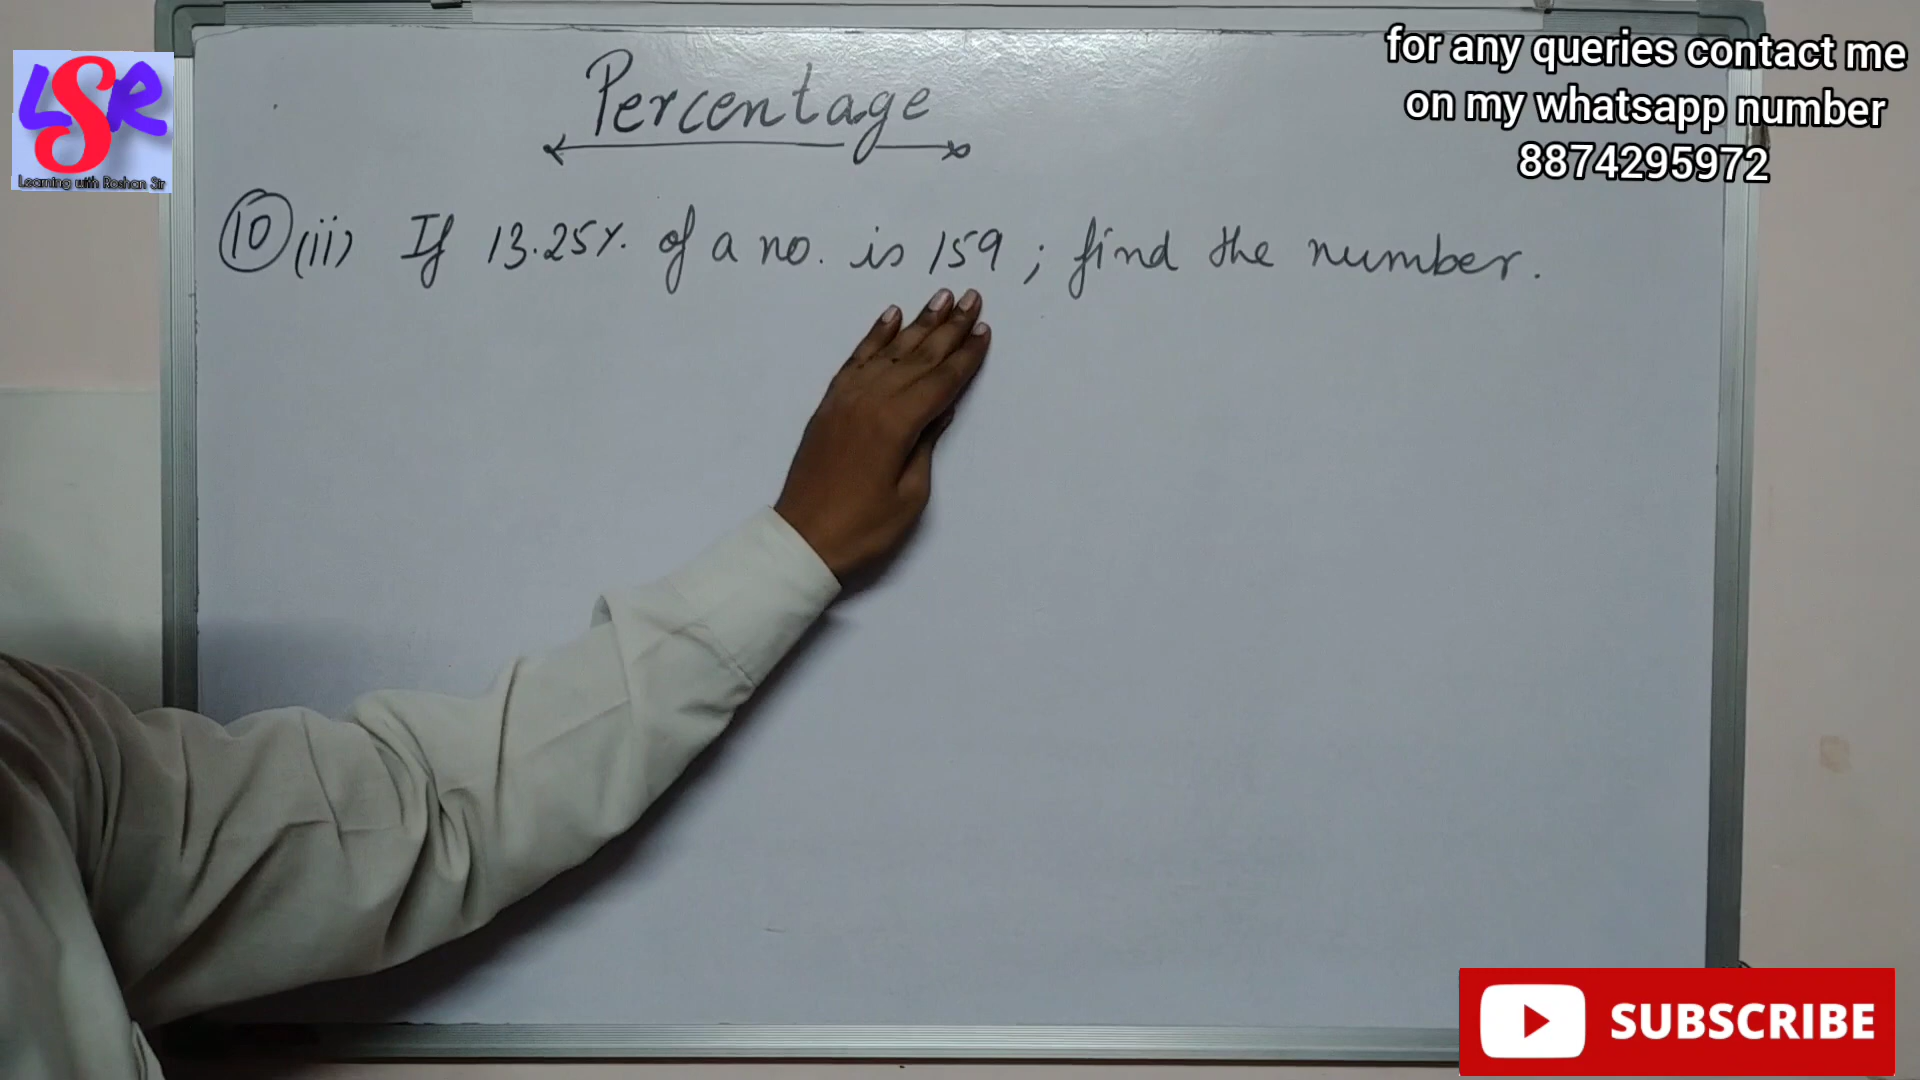 LSR
Learning with Roshan Sir
for any queries contact me
on my whatsapp number
8874295972
Percentage
10 (ii) If 13.25%. of a no. is 159 ; find the number.
SUBSCRIBE